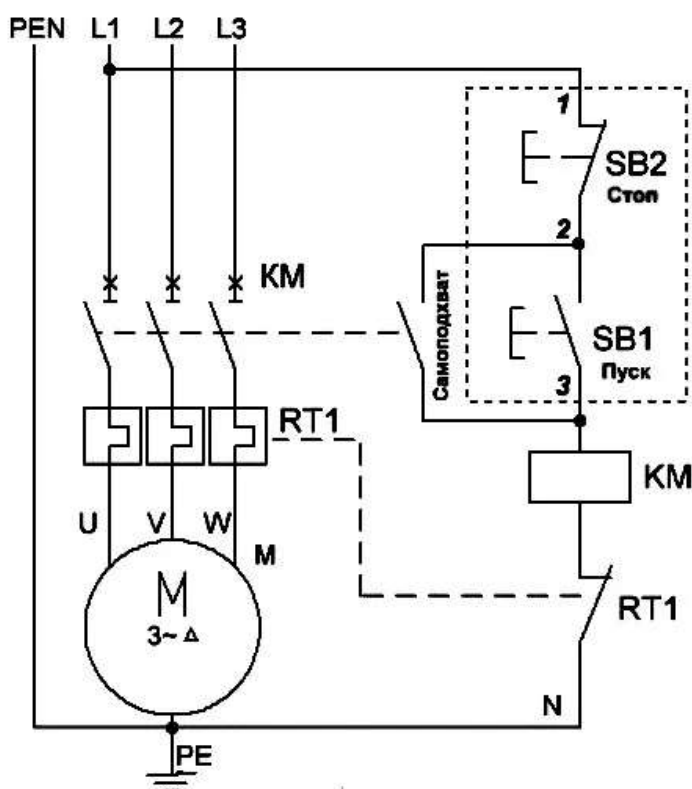 PEN L1 L2 L3
1
SB2
Стоп
2
KM
Самоподхват
SB1
Пуск
3
RT1
KM
U V W
M
M
3~ Δ
RT1
N
PE